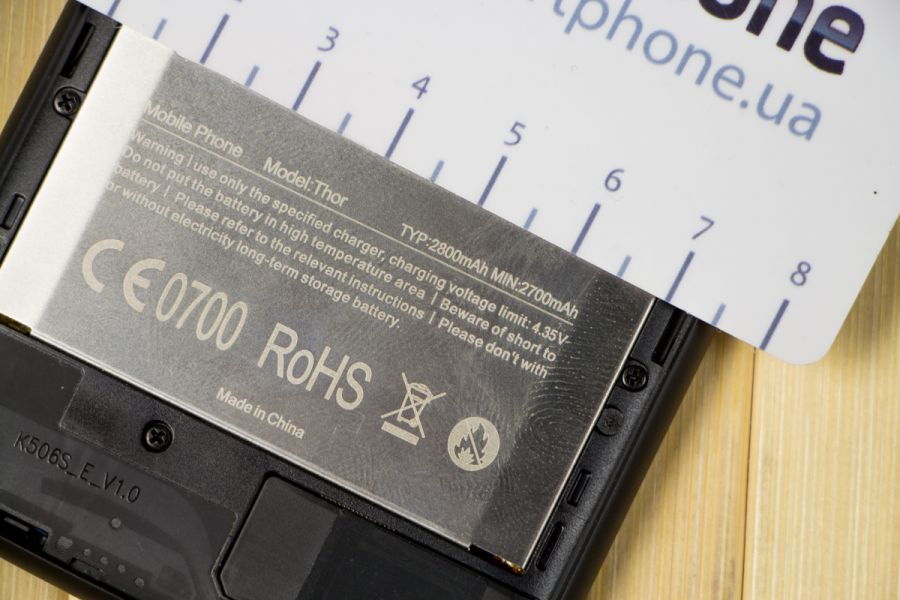 one
tphone.ua
3
4
5
6
7
8
Mobile Phone Model:Thor
TYP:2800mAh MIN:2700mAh
Warning | use only the specified charger, charging voltage limit: 4.35V
Do not put the battery in high temperature area | Beware of short to
battery | Please refer to the relevant instructions | Please don't with
or without electricity long-term storage battery.
CE0700 RoHS
Made in China
K506S_E_V1.0